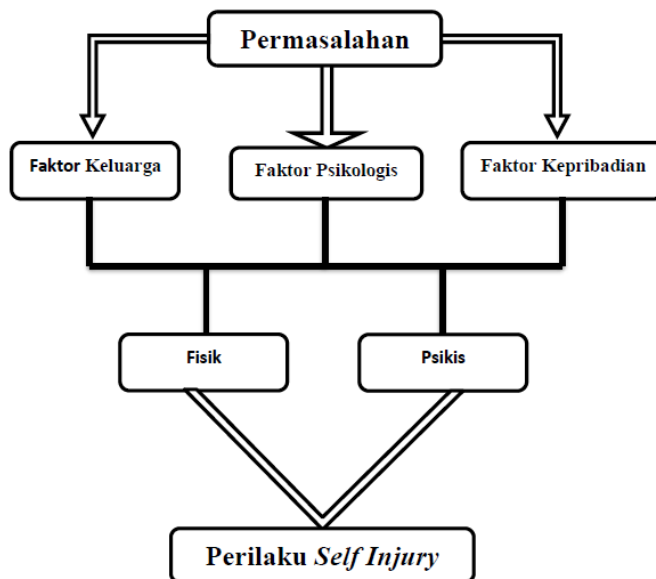 Permasalahan
Faktor Keluarga
Faktor Psikologis
Faktor Kepribadian
Fisik
Psikis
Perilaku Self Injury